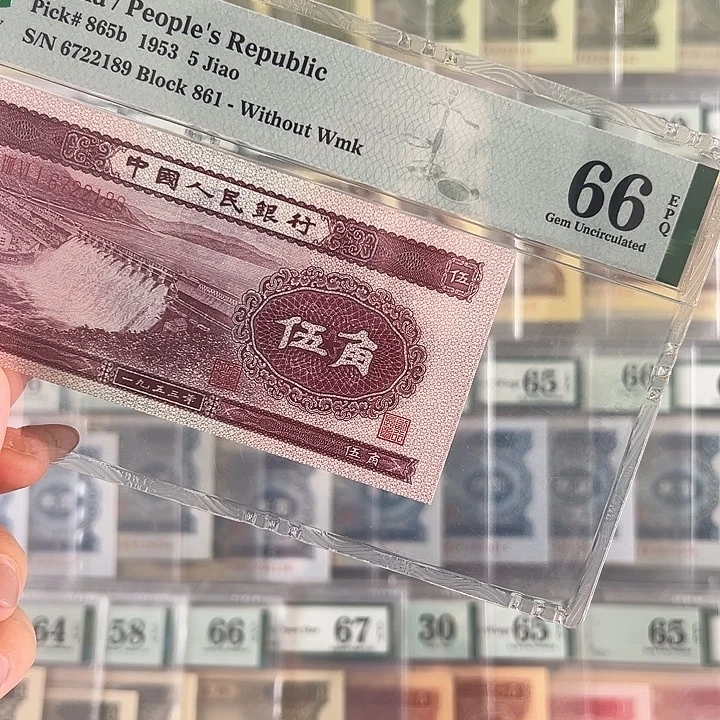 / People's Republic
Pick# 865b 1953 5 Jiao
S/N 6722189 Block 861 - Without Wmk
66
EPQ
Gem Uncirculated
中國人民銀行
6722189
伍
伍角
一九五三年
伍角
65
66
64
58
66
67
30
65
65